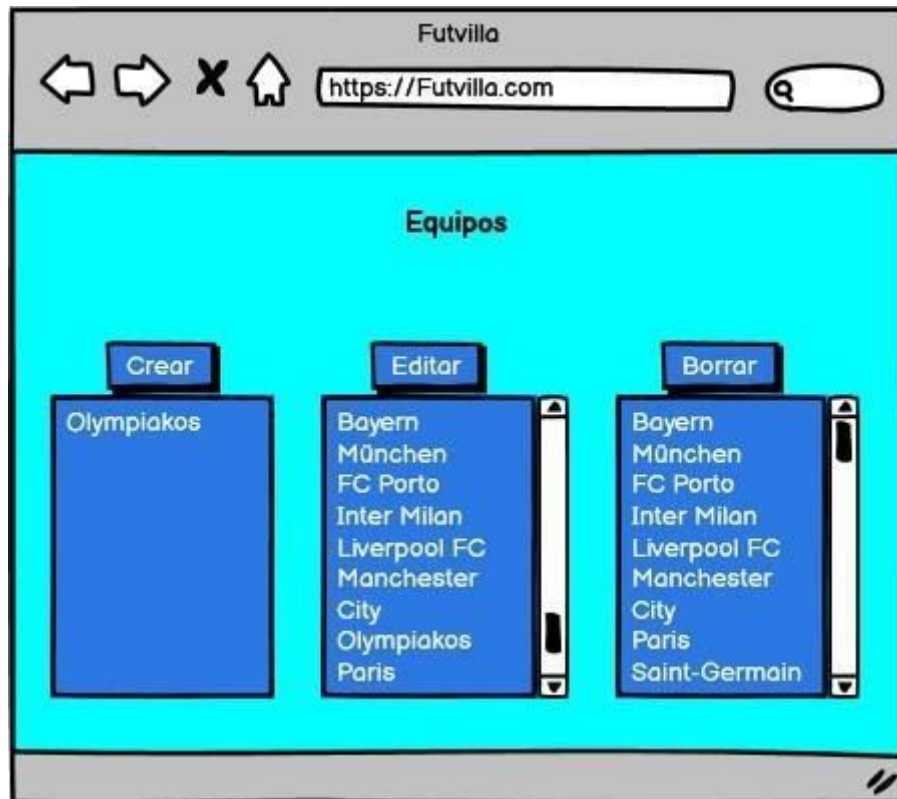 Futvilla
https://Futvilla.com
Equipos
Crear
Olympiakos
Editar
Bayern
München
FC Porto
Inter Milan
Liverpool FC
Manchester
City
Olympiakos
Paris
Borrar
Bayern
München
FC Porto
Inter Milan
Liverpool FC
Manchester
City
Paris
Saint-Germain